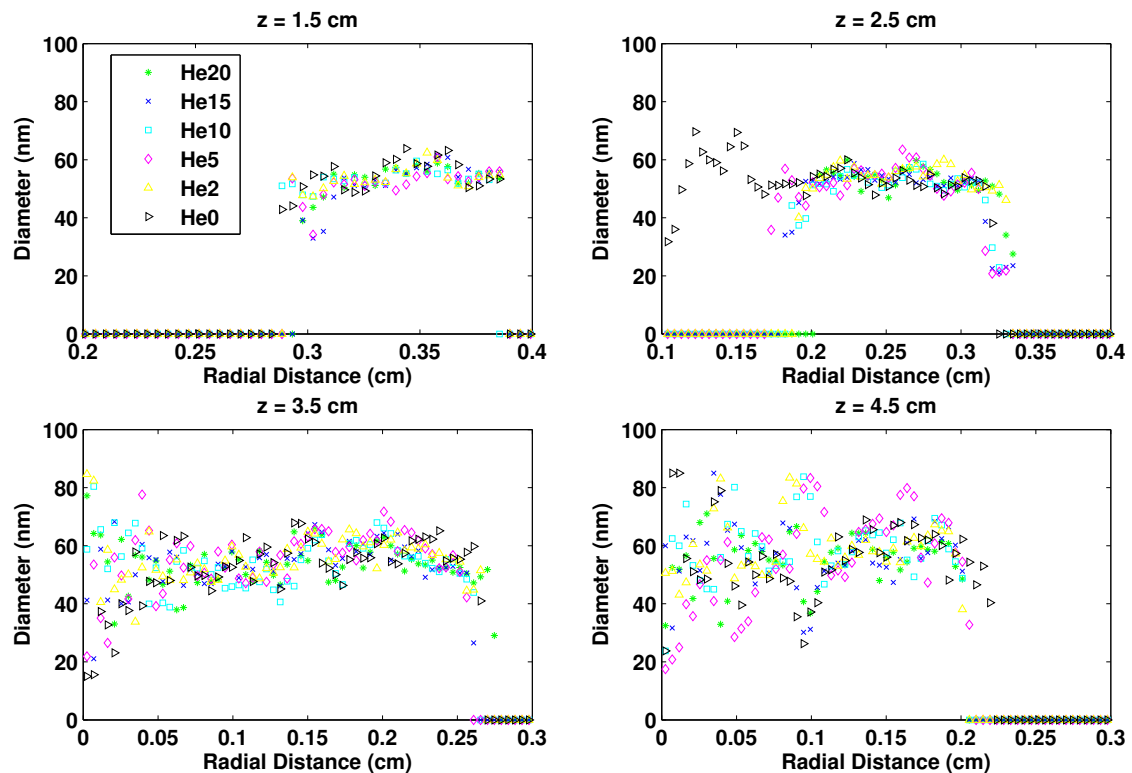 z = 1.5 cm
100
80
60
40
20
0
Diameter (nm)
He20
He15
He10
He5
He2
He0
0.2 0.25 0.3 0.35 0.4
Radial Distance (cm)
z = 2.5 cm
100
80
60
40
20
0
Diameter (nm)
0.1 0.15 0.2 0.25 0.3 0.35 0.4
Radial Distance (cm)
z = 3.5 cm
100
80
60
40
20
0
Diameter (nm)
0 0.05 0.1 0.15 0.2 0.25 0.3
Radial Distance (cm)
z = 4.5 cm
100
80
60
40
20
0
Diameter (nm)
0 0.05 0.1 0.15 0.2 0.25 0.3
Radial Distance (cm)